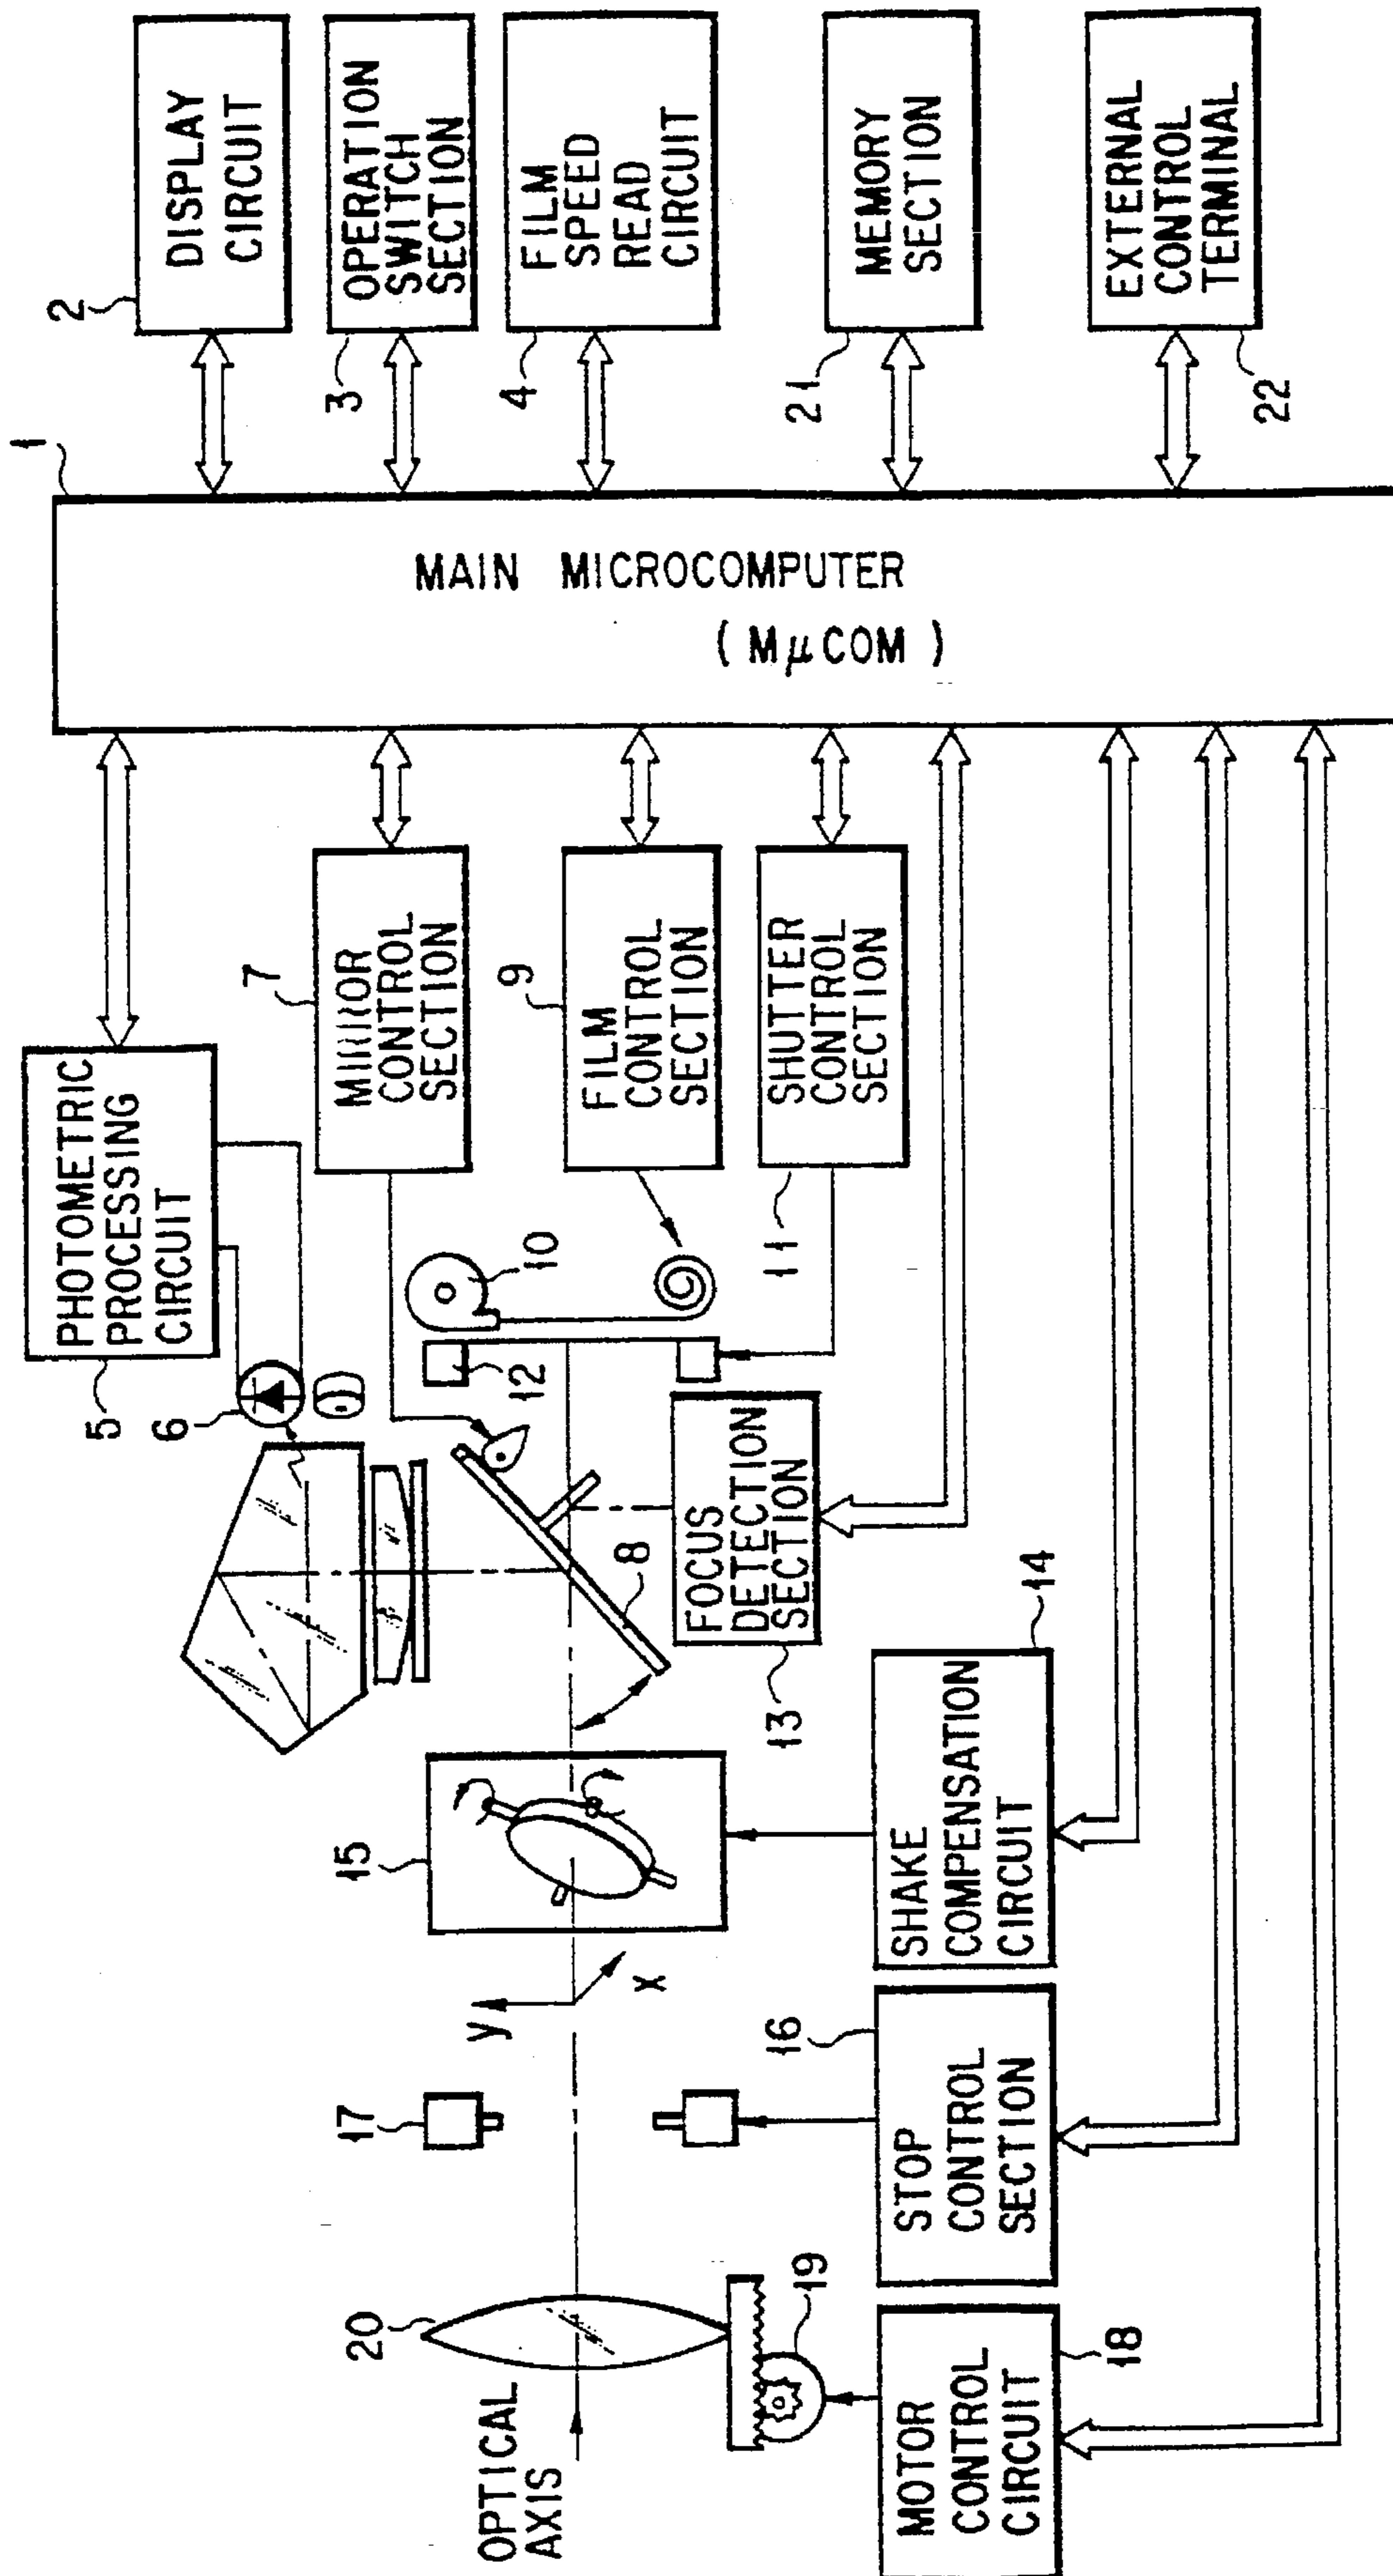 1
MAIN MICROCOMPUTER
( MμCOM )
2
DISPLAY
CIRCUIT
3
OPERATION
SWITCH
SECTION
4
FILM
SPEED
READ
CIRCUIT
21
MEMORY
SECTION
22
EXTERNAL
CONTROL
TERMINAL
5
PHOTOMETRIC
PROCESSING
CIRCUIT
6
7
MIRROR
CONTROL
SECTION
8
9
FILM
CONTROL
SECTION
10
11
SHUTTER
CONTROL
SECTION
12
13
FOCUS
DETECTION
SECTION
14
SHAKE
COMPENSATION
CIRCUIT
15
y
x
16
STOP
CONTROL
SECTION
17
18
MOTOR
CONTROL
CIRCUIT
19
20
OPTICAL
AXIS